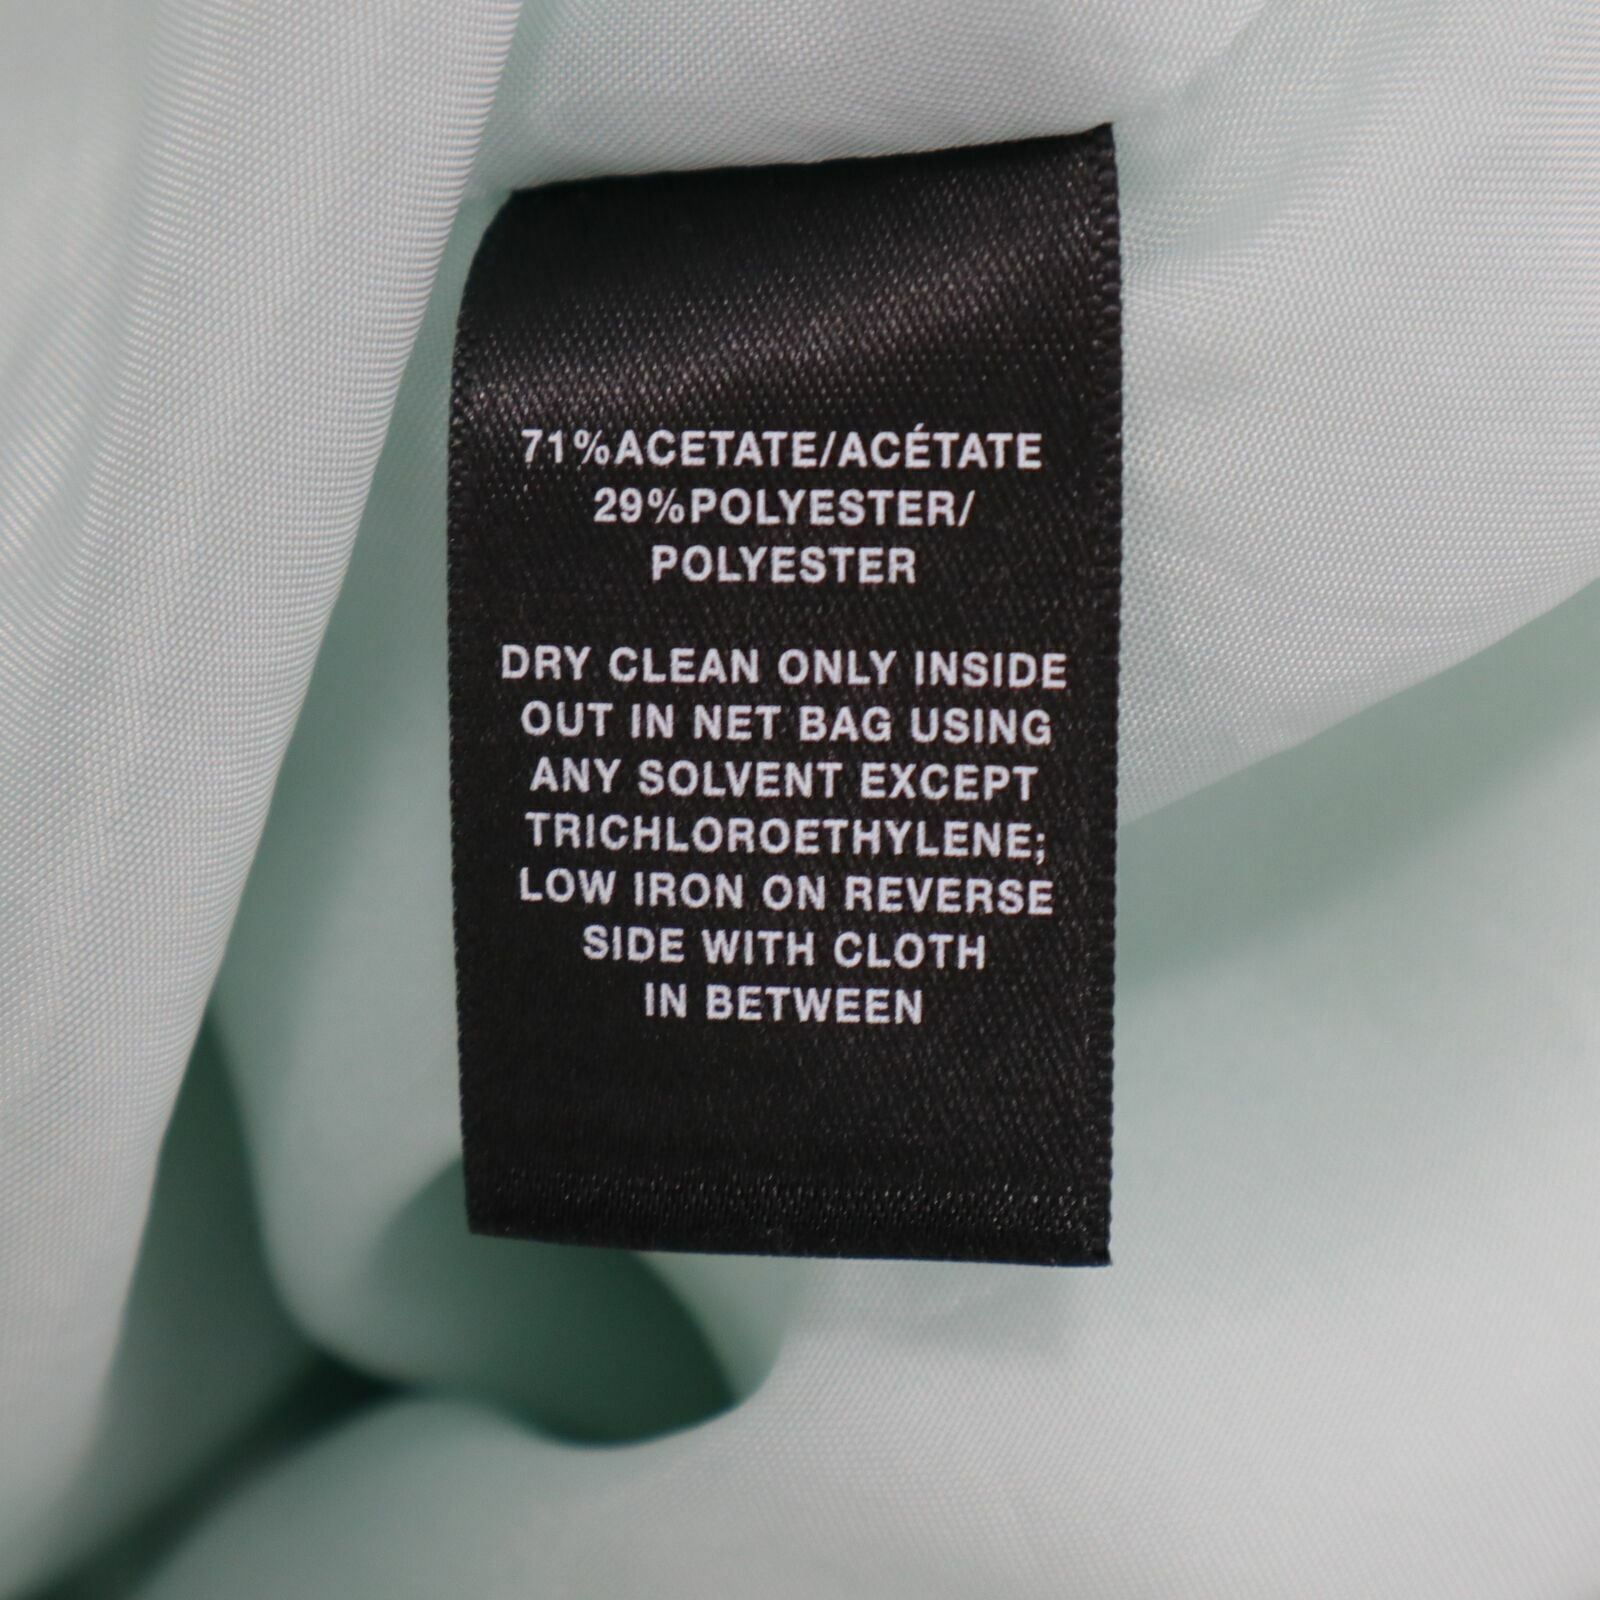 71%ACETATE/ACÉTATE
29%POLYESTER/
POLYESTER
DRY CLEAN ONLY INSIDE
OUT IN NET BAG USING
ANY SOLVENT EXCEPT
TRICHLOROETHYLENE;
LOW IRON ON REVERSE
SIDE WITH CLOTH
IN BETWEEN